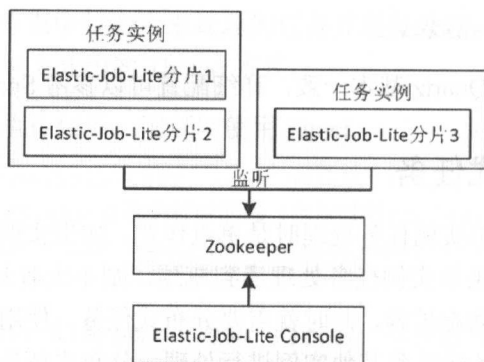 任务实例
Elastic-Job-Lite分片1
Elastic-Job-Lite分片2
任务实例
Elastic-Job-Lite分片3
监听
Zookeeper
Elastic-Job-Lite Console